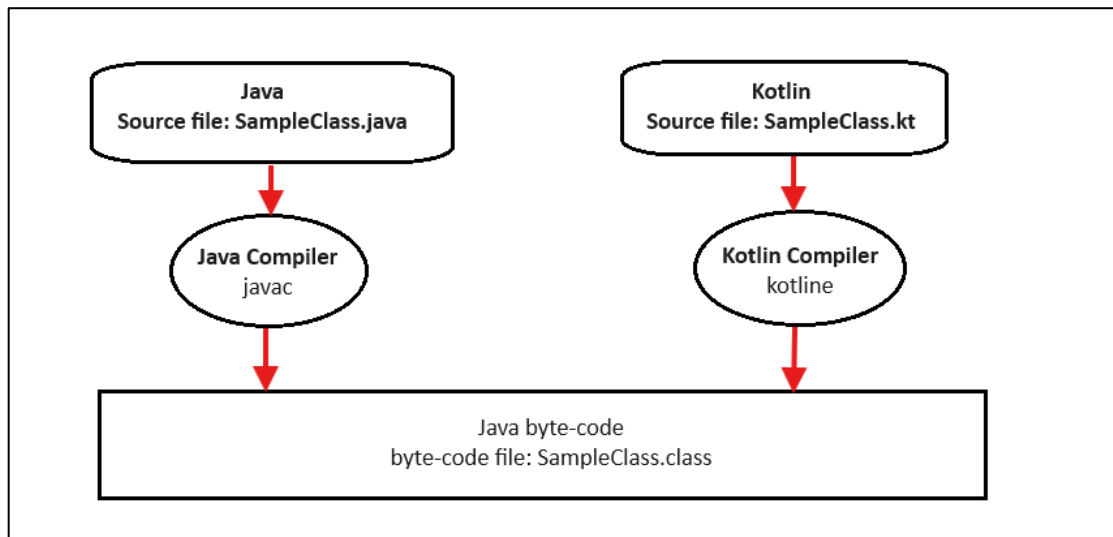 Java
Source file: SampleClass.java
Kotlin
Source file: SampleClass.kt
Java Compiler
javac
Kotlin Compiler
kotline
Java byte-code
byte-code file: SampleClass.class